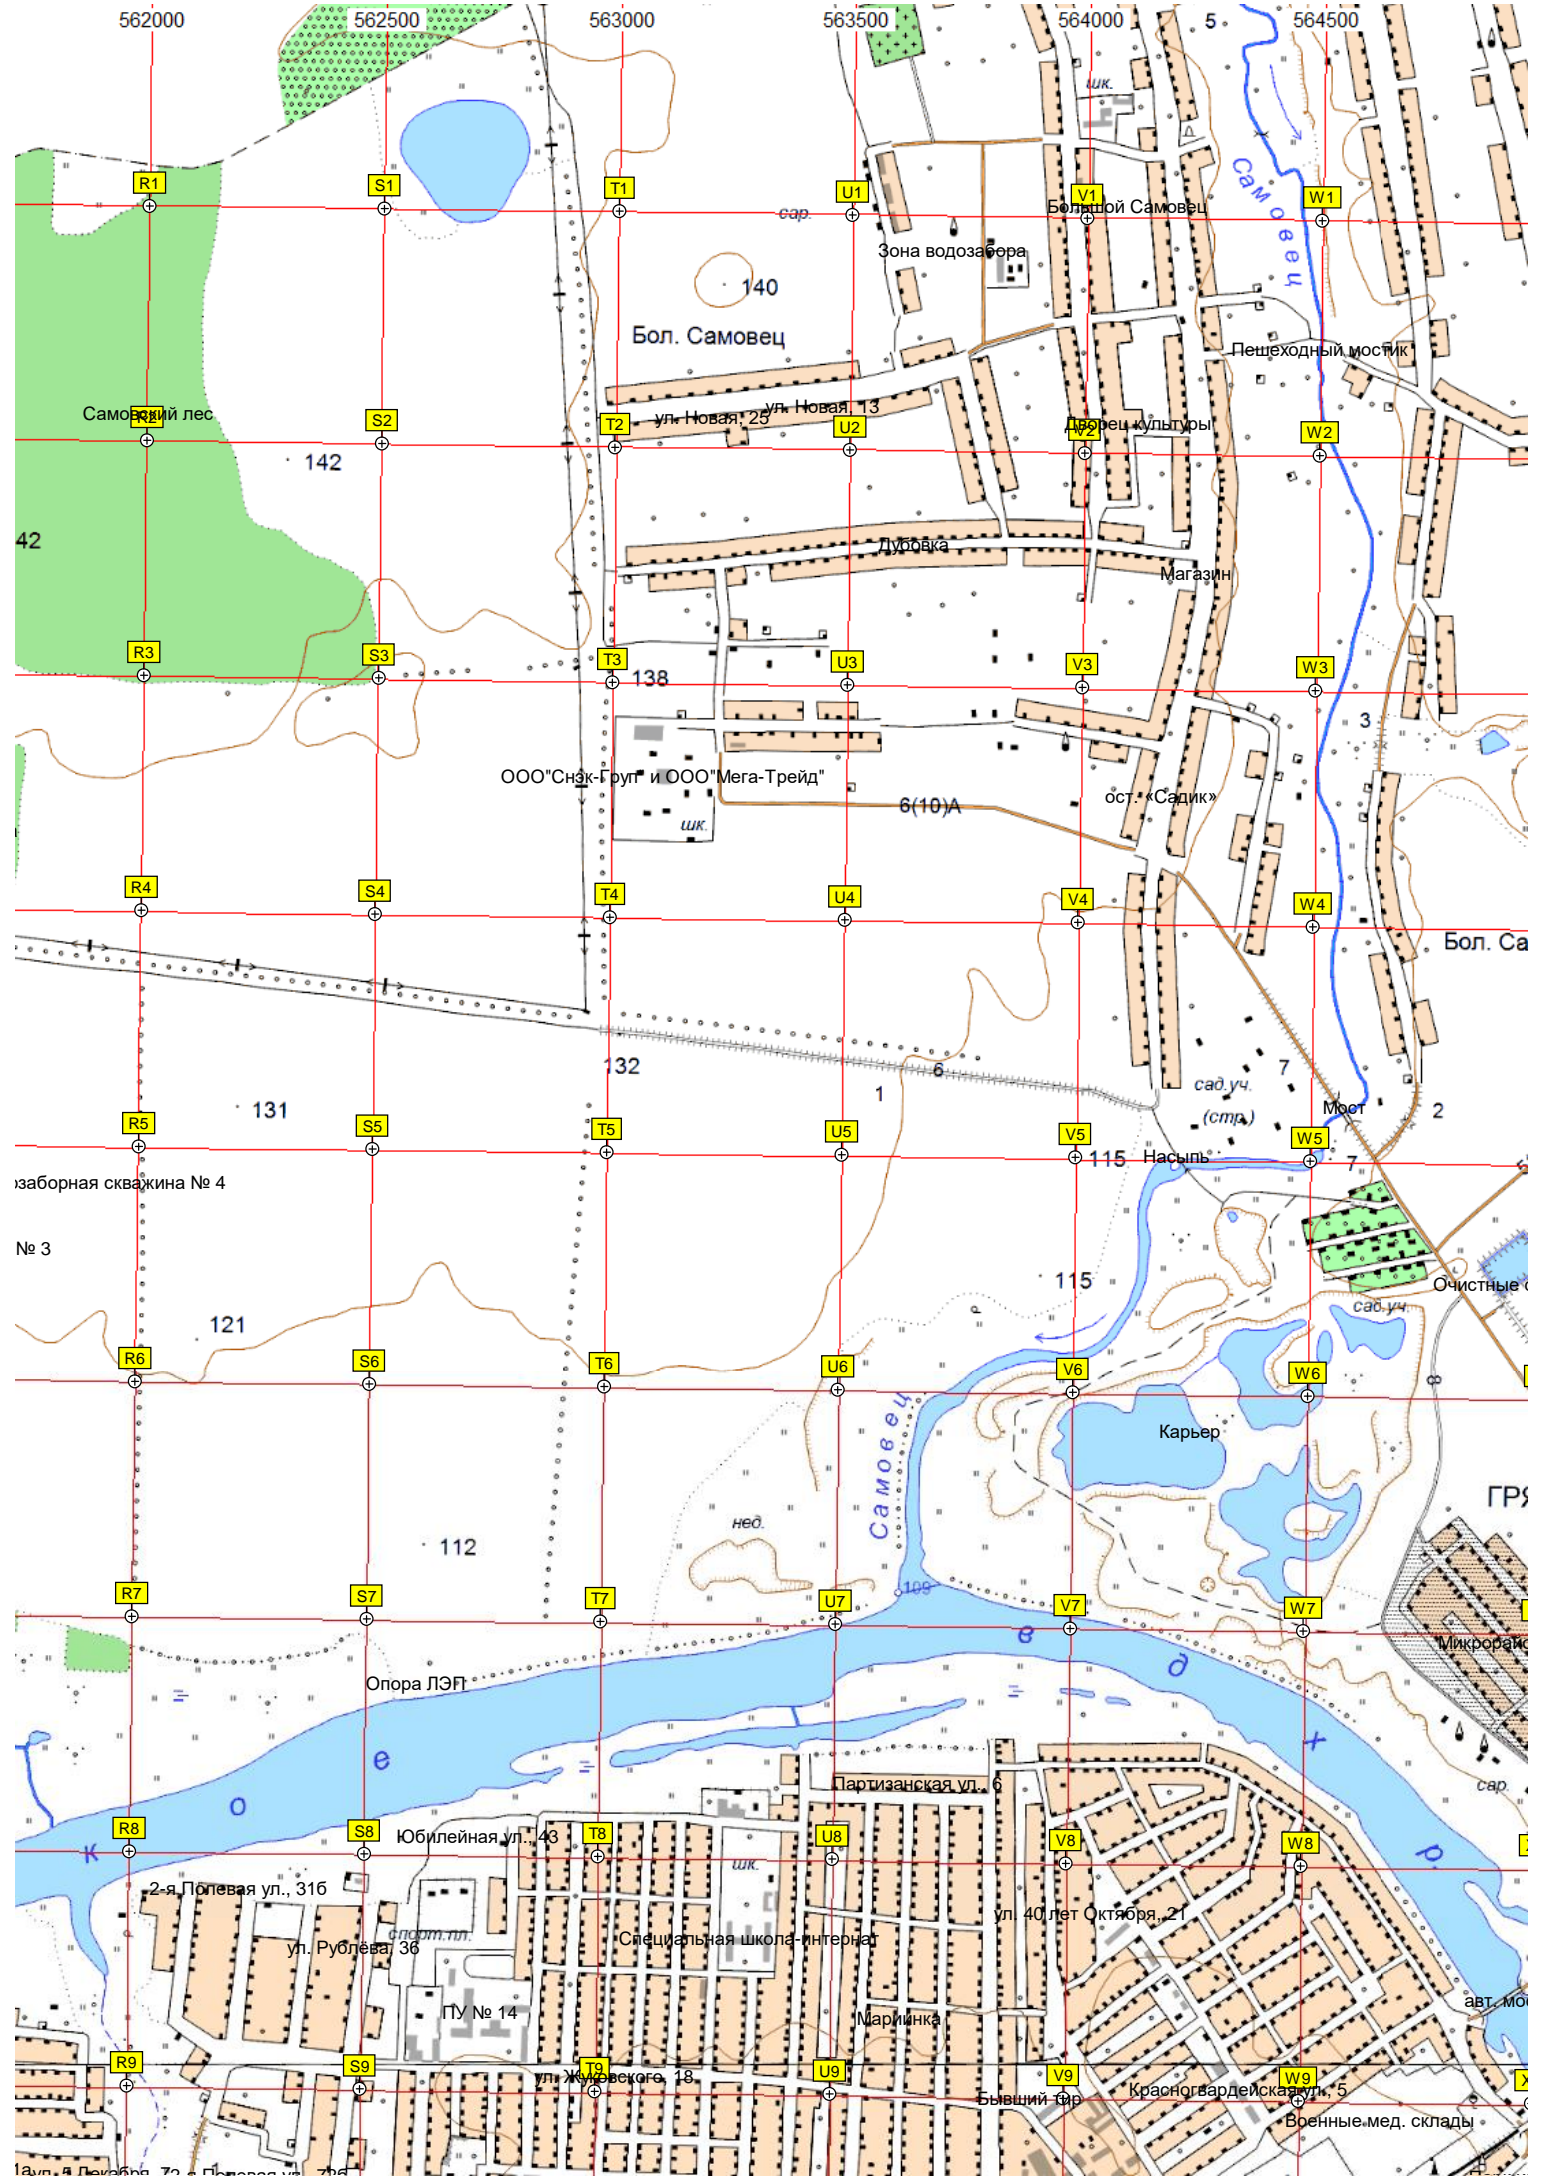 562000 562500 563000 563500 564000 564500
5
шк.
R1 S1 T1 U1 V1 W1
сар.
Большой Самовец
Самовец
Зона водозабора
140
Бол. Самовец
Пешеходный мостик
Самовский лес
ул. Новая, 25
ул. Новая, 13
Дворец культуры
R2 S2 T2 U2 V2 W2
142
42
Дубовка
Магазин
R3 S3 T3 U3 V3 W3
138
3
ООО"Снэк-Груп" и ООО"Мега-Трейд"
ост. «Садик»
6(10)А
шк.
R4 S4 T4 U4 V4 W4
Бол. Са
132
6
1
7
сад.уч.
(стр.)
131
Мост
2
R5 S5 T5 U5 V5 W5
115
Насыпь
7
озаборная скважина № 4
№ 3
115
Очистные с
сад.уч.
121
R6 S6 T6 U6 V6 W6
8
Самовец
Карьер
ГРЯ
нед.
112
109
R7 S7 T7 U7 V7 W7
в
Микрорайо
д
Опора ЛЭП
х
е
о
Партизанская ул., 6
сар.
R8 S8 T8 U8 V8 W8
Юбилейная ул., 43
к
р.
шк.
2-я Полевая ул., 31б
ул. 40 лет Октября, 21
спорт.пл.
ул. Рублёва, 36
Специальная школа-интернат
авт. мо
ПУ № 14
Мариинка
R9 S9 T9 U9 V9 W9 X
ул. Жуковского, 18
Бывший тир
Красногвардейская ул., 5
Военные мед. склады